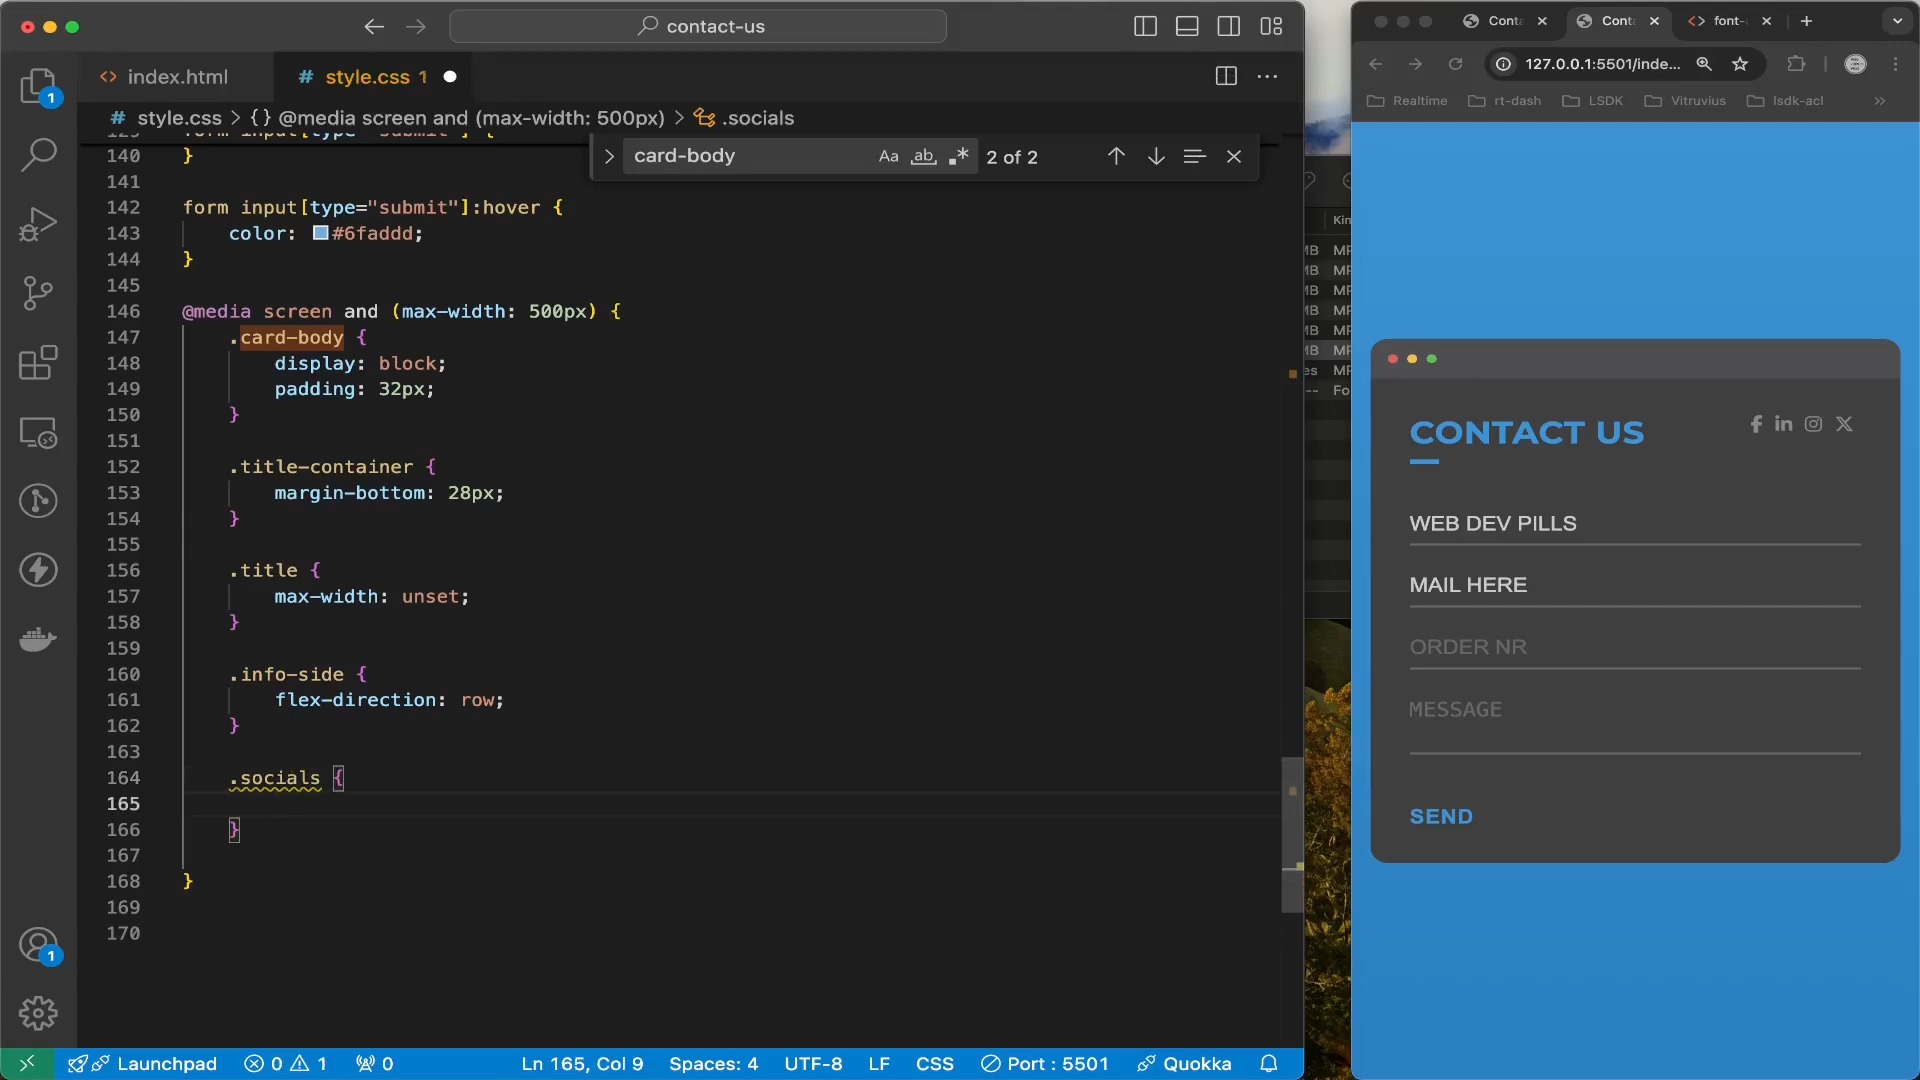 contact-us
index.html
style.css 1
style.css > {} @media screen and (max-width: 500px) > .socials
card-body
Aa ab .* 2 of 2
140 }
141
142 form input[type="submit"]:hover {
143 color: #6faddd;
144 }
145
146 @media screen and (max-width: 500px) {
147 .card-body {
148 display: block;
149 padding: 32px;
150 }
151
152 .title-container {
153 margin-bottom: 28px;
154 }
155
156 .title {
157 max-width: unset;
158 }
159
160 .info-side {
161 flex-direction: row;
162 }
163
164 .socials {
165
166 }
167
168 }
169
170
1
1
Launchpad 0 1 0 Ln 165, Col 9 Spaces: 4 UTF-8 LF CSS Port : 5501 Quokka
Cont Cont font-
127.0.0.1:5501/inde...
Realtime rt-dash LSDK Vitruvius lsdk-acl »
CONTACT US
WEB DEV PILLS
MAIL HERE
ORDER NR
MESSAGE
SEND